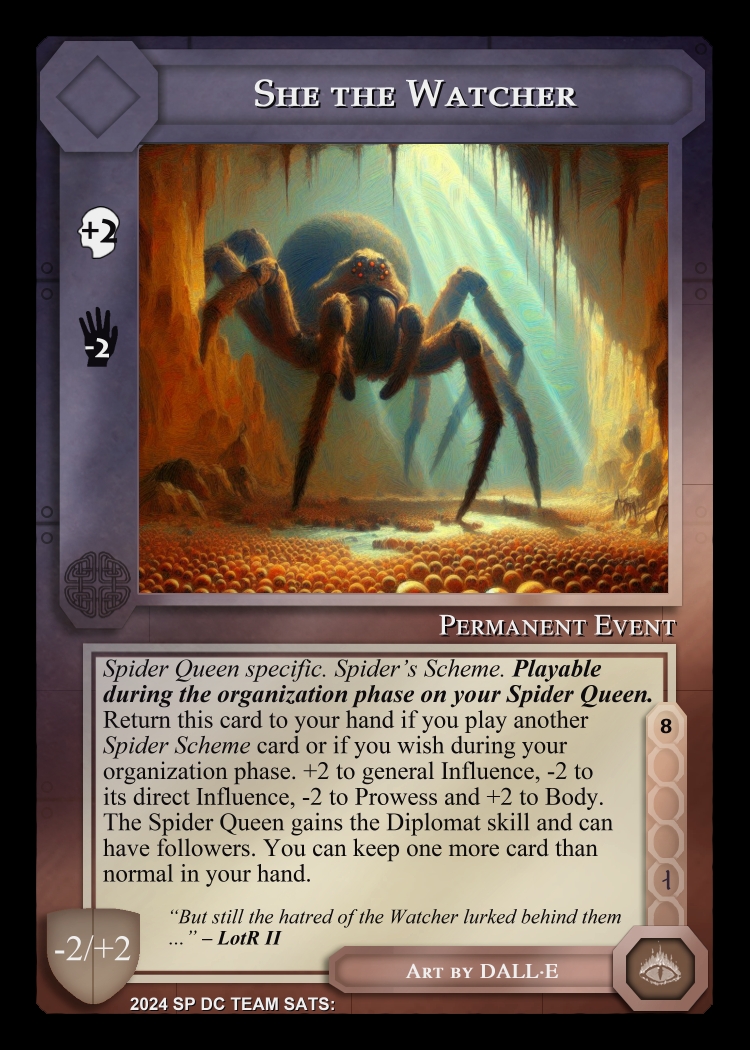 She the Watcher
+2
-2
Permanent Event
Spider Queen specific. Spider's Scheme. Playable
during the organization phase on your Spider Queen.
Return this card to your hand if you play another
Spider Scheme card or if you wish during your
organization phase. +2 to general Influence, -2 to
its direct Influence, -2 to Prowess and +2 to Body.
The Spider Queen gains the Diplomat skill and can
have followers. You can keep one more card than
normal in your hand.
8
“But still the hatred of the Watcher lurked behind them
…” – LotR II
-2/+2
Art by DALL·E
2024 SP DC TEAM SATS: